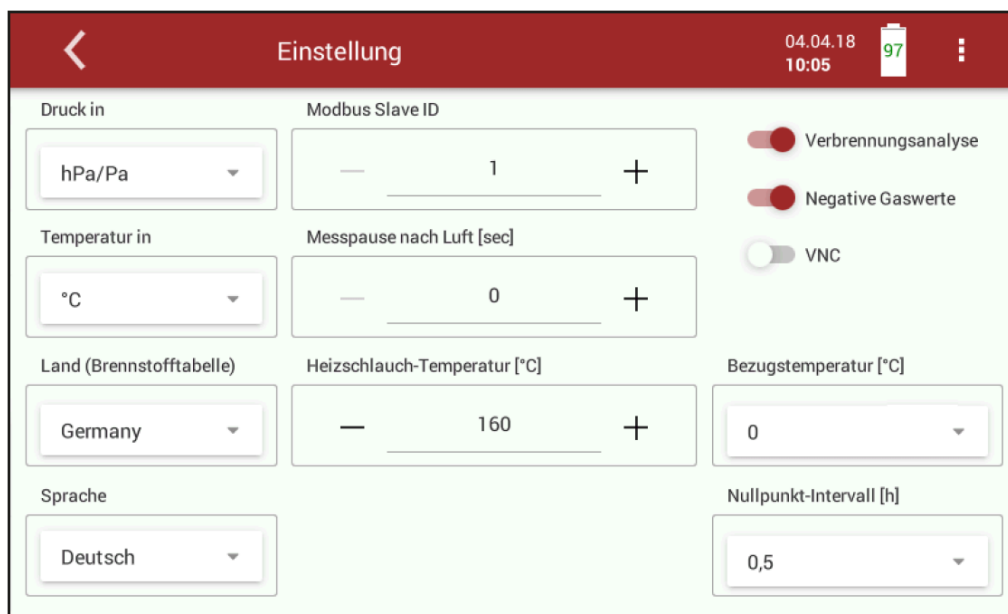 Einstellung
04.04.18
10:05
97
Druck in
hPa/Pa
Modbus Slave ID
— 1 +
Verbrennungsanalyse
Negative Gaswerte
VNC
Temperatur in
°C
Messpause nach Luft [sec]
— 0 +
Land (Brennstofftabelle)
Germany
Heizschlauch-Temperatur [°C]
— 160 +
Bezugstemperatur [°C]
0
Sprache
Deutsch
Nullpunkt-Intervall [h]
0,5